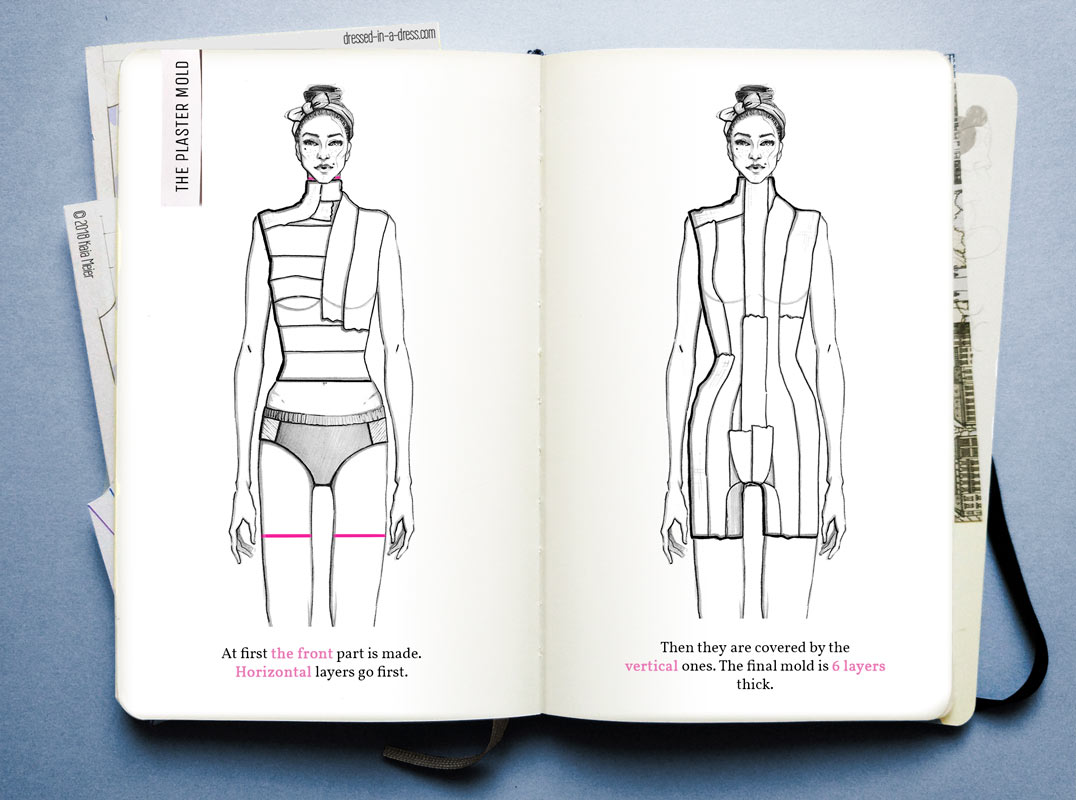 dressed-in-a-dress.com
THE PLASTER MOLD
© 2018 Kaia Meier
At first the front part is made.
Horizontal layers go first.
Then they are covered by the
vertical ones. The final mold is 6 layers
thick.